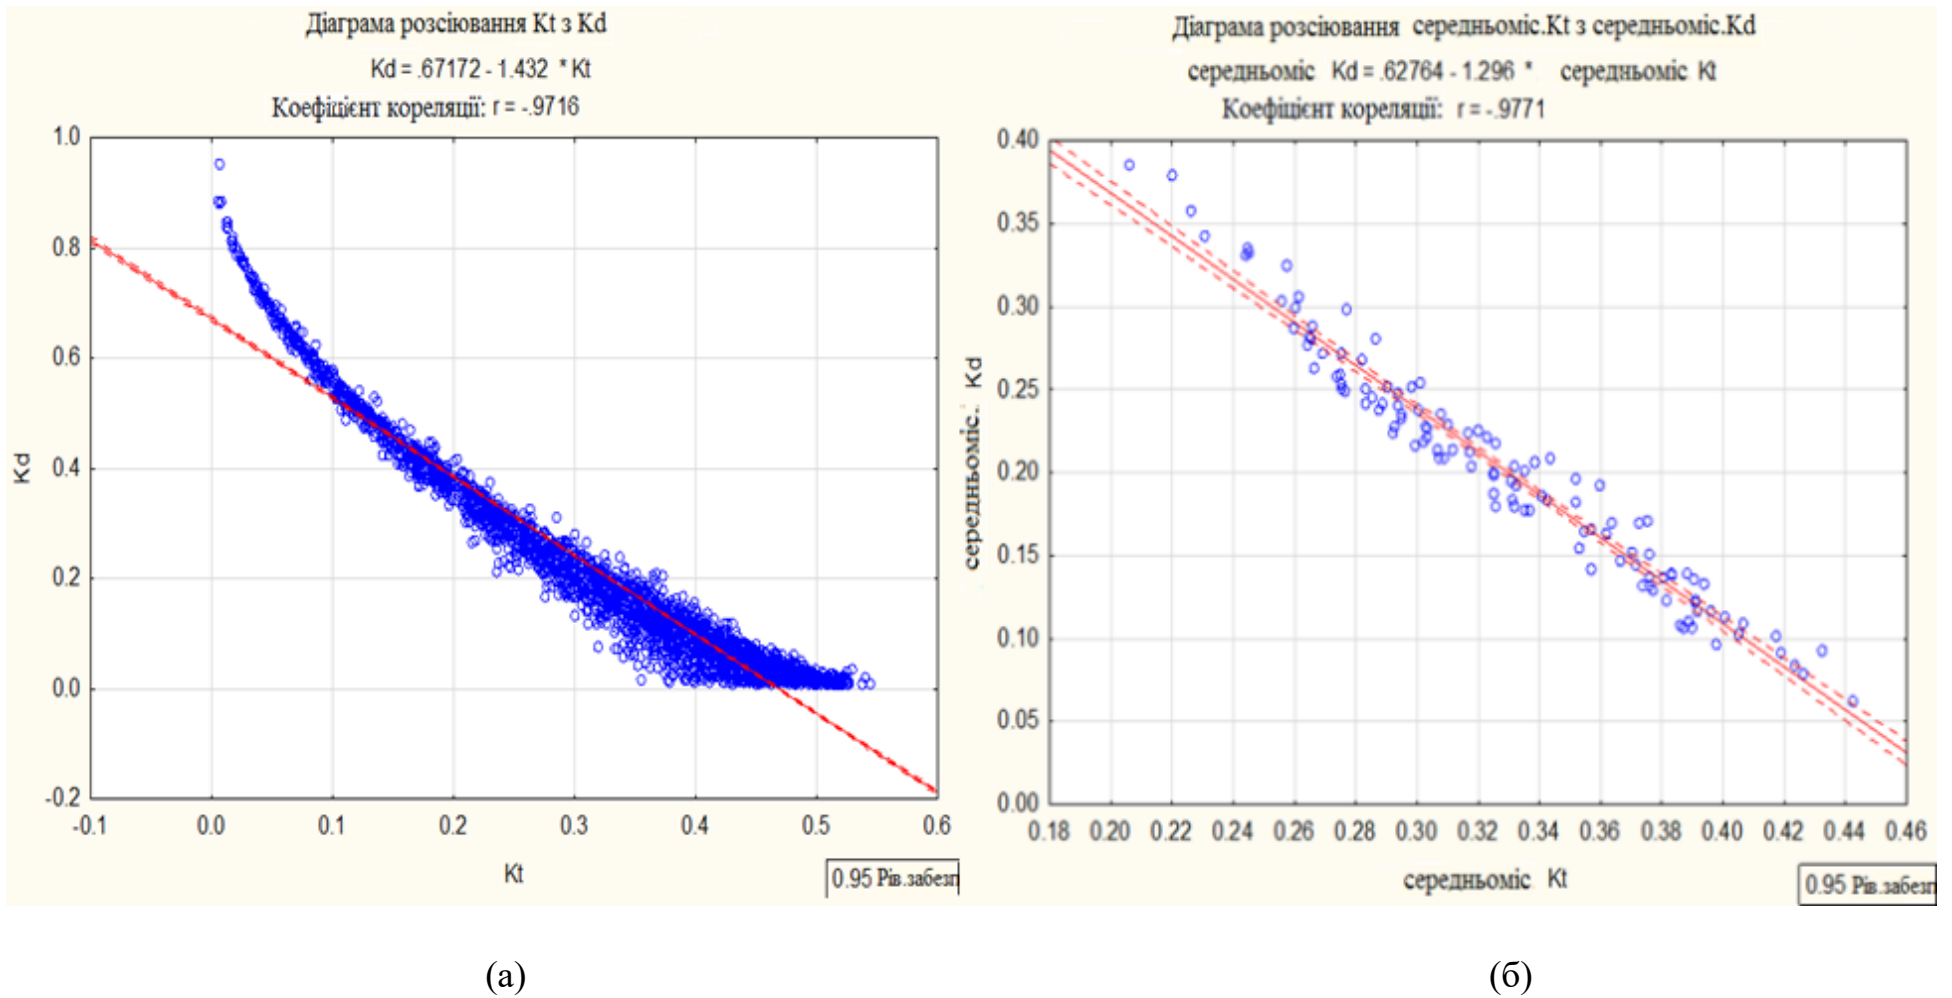 Діаграма розсіювання Kt з Kd
Kd = .67172 - 1.432 * Kt
Коефіцієнт кореляції: r = -.9716
1.0
0.8
0.6
0.4
0.2
0.0
-0.2
Kd
-0.1 0.0 0.1 0.2 0.3 0.4 0.5 0.6
Kt
0.95 Рів.забезп
Діаграма розсіювання середньоміс.Kt з середньоміс.Kd
середньоміс Kd = .62764 - 1.296 * середньоміс Kt
Коефіцієнт кореляції: r = -.9771
0.40
0.35
0.30
0.25
0.20
0.15
0.10
0.05
0.00
середньоміс.. Kd
0.18 0.20 0.22 0.24 0.26 0.28 0.30 0.32 0.34 0.36 0.38 0.40 0.42 0.44 0.46
середньоміс Kt
0.95 Рів.забезп
(а) (б)